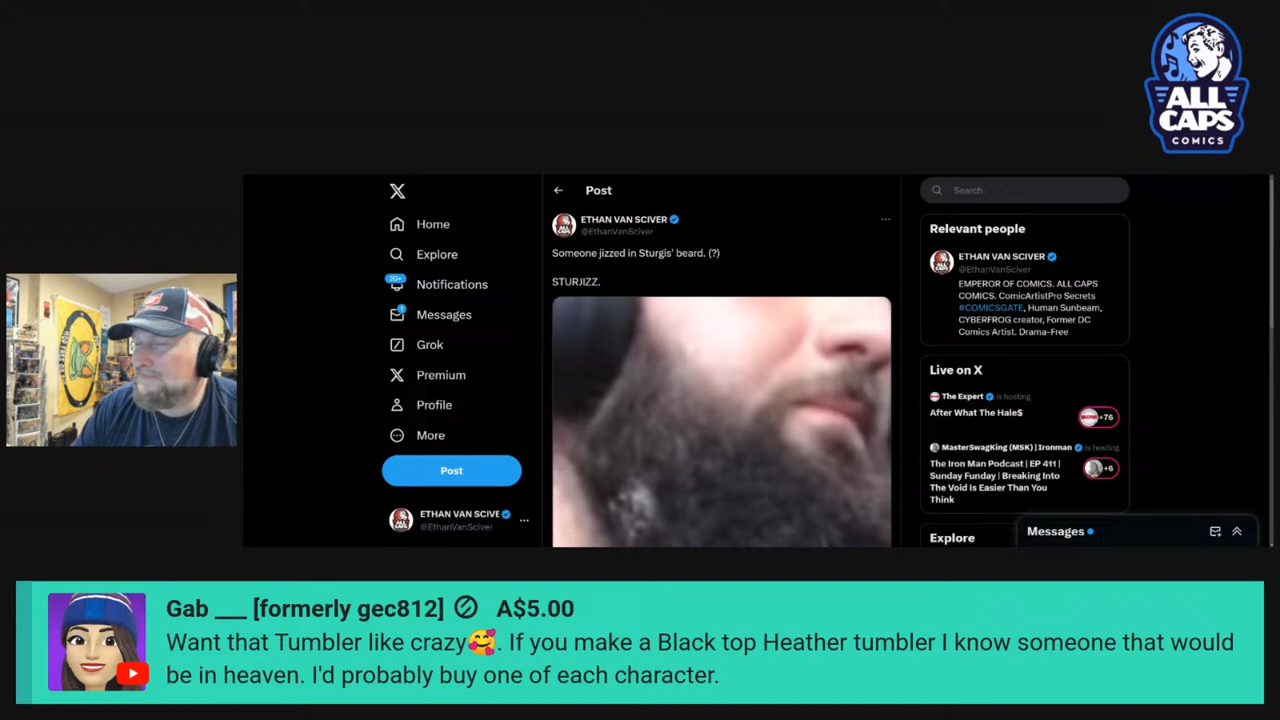 ALL
CAPS
COMICS
X
Home
Explore
20+
Notifications
1
Messages
Grok
Premium
Profile
More
Post
ETHAN VAN SCIVE
@EthanVanSciver
Post
ETHAN VAN SCIVER
@EthanVanSciver
Someone jizzed in Sturgis' beard. (?)
STURJIZZ.
Search
Relevant people
ETHAN VAN SCIVER
@EthanVanSciver
EMPEROR OF COMICS. ALL CAPS
COMICS. ComicArtistPro Secrets
#COMICSGATE, Human Sunbeam,
CYBERFROG creator, Former DC
Comics Artist. Drama-Free
Live on X
The Expert is hosting
After What The Hale$
+76
MasterSwagKing (MSK) | Ironman is hosting
The Iron Man Podcast | EP 411 |
Sunday Funday | Breaking Into
The Void Is Easier Than You
Think
+6
Explore
Messages
Gab ___ [formerly gec812] A$5.00
Want that Tumbler like crazy🥰. If you make a Black top Heather tumbler I know someone that would
be in heaven. I'd probably buy one of each character.